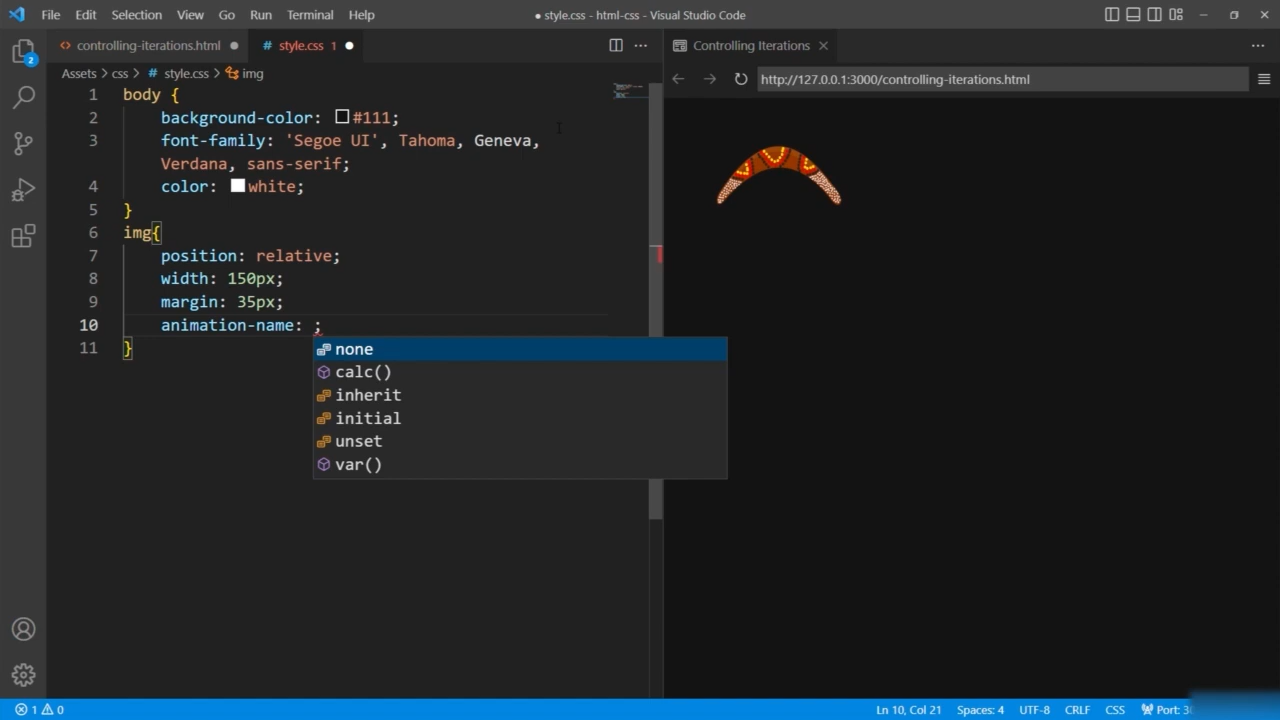 File Edit Selection View Go Run Terminal Help
● style.css - html-css - Visual Studio Code
controlling-iterations.html
# style.css 1
Controlling Iterations
2
Assets > css > # style.css > img
http://127.0.0.1:3000/controlling-iterations.html
1 body {
2 background-color: #111;
3 font-family: 'Segoe UI', Tahoma, Geneva,
Verdana, sans-serif;
4 color: white;
5 }
6 img{
7 position: relative;
8 width: 150px;
9 margin: 35px;
10 animation-name: ;
11 }
none
calc()
inherit
initial
unset
var()
1 0
Ln 10, Col 21 Spaces: 4 UTF-8 CRLF CSS Port: